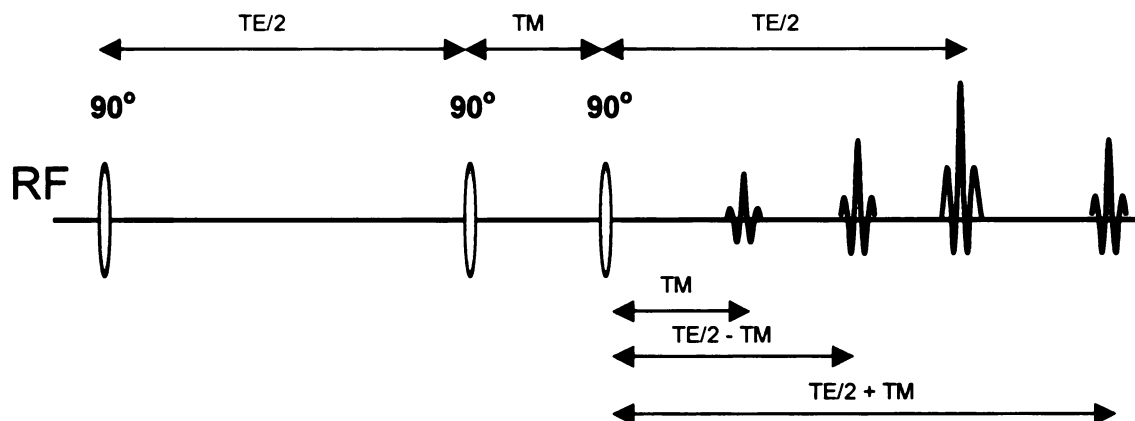 TE/2 TM TE/2
90° 90° 90°
RF
TM
TE/2 - TM
TE/2 + TM